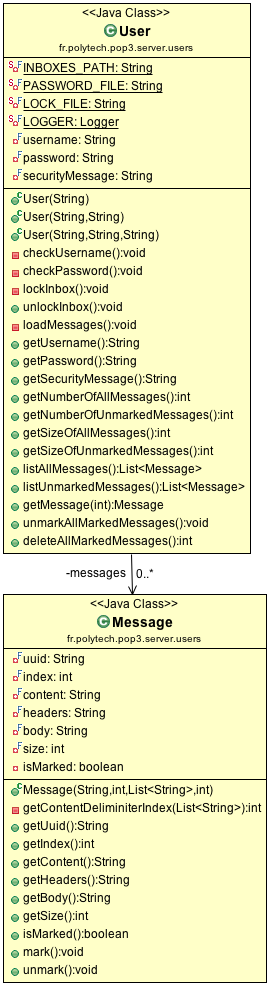 <<Java Class>>
User
fr.polytech.pop3.server.users
INBOXES_PATH: String
PASSWORD_FILE: String
LOCK_FILE: String
LOGGER: Logger
username: String
password: String
securityMessage: String
User(String)
User(String,String)
User(String,String,String)
checkUsername():void
checkPassword():void
lockInbox():void
unlockInbox():void
loadMessages():void
getUsername():String
getPassword():String
getSecurityMessage():String
getNumberOfAllMessages():int
getNumberOfUnmarkedMessages():int
getSizeOfAllMessages():int
getSizeOfUnmarkedMessages():int
listAllMessages():List<Message>
listUnmarkedMessages():List<Message>
getMessage(int):Message
unmarkAllMarkedMessages():void
deleteAllMarkedMessages():int
-messages 0..*
<<Java Class>>
Message
fr.polytech.pop3.server.users
uuid: String
index: int
content: String
headers: String
body: String
size: int
isMarked: boolean
Message(String,int,List<String>,int)
getContentDeliminiterIndex(List<String>):int
getUuid():String
getIndex():int
getContent():String
getHeaders():String
getBody():String
getSize():int
isMarked():boolean
mark():void
unmark():void